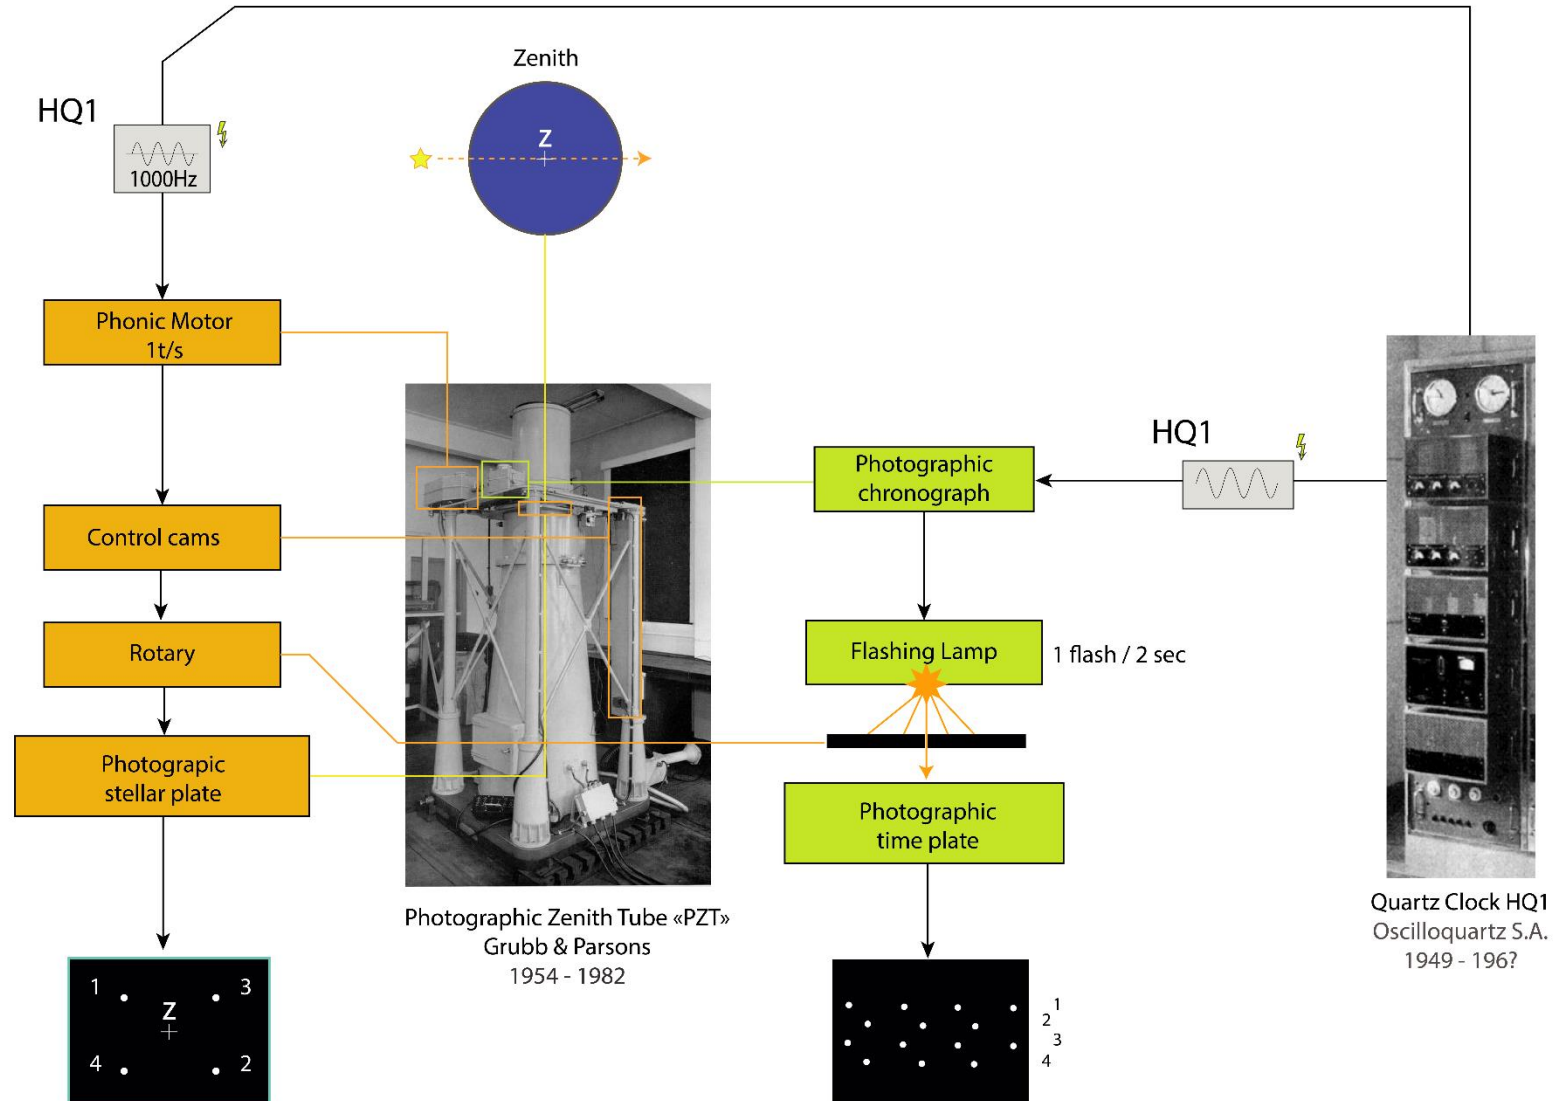 Zenith
HQ1
Z
1000Hz
Phonic Motor
1t/s
HQ1
Photographic
chronograph
Control cams
Rotary
Flashing Lamp
1 flash / 2 sec
Photograpic
stellar plate
Photographic
time plate
Photographic Zenith Tube «PZT»
Grubb & Parsons
1954 - 1982
Quartz Clock HQ1
Oscilloquartz S.A.
1949 - 196?
1 3
Z
4 2
1
2
3
4